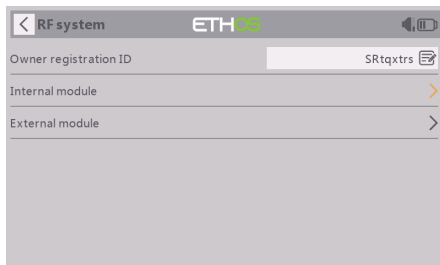 RF system
ETHOS
Owner registration ID
SRtqxtrs
Internal module
External module